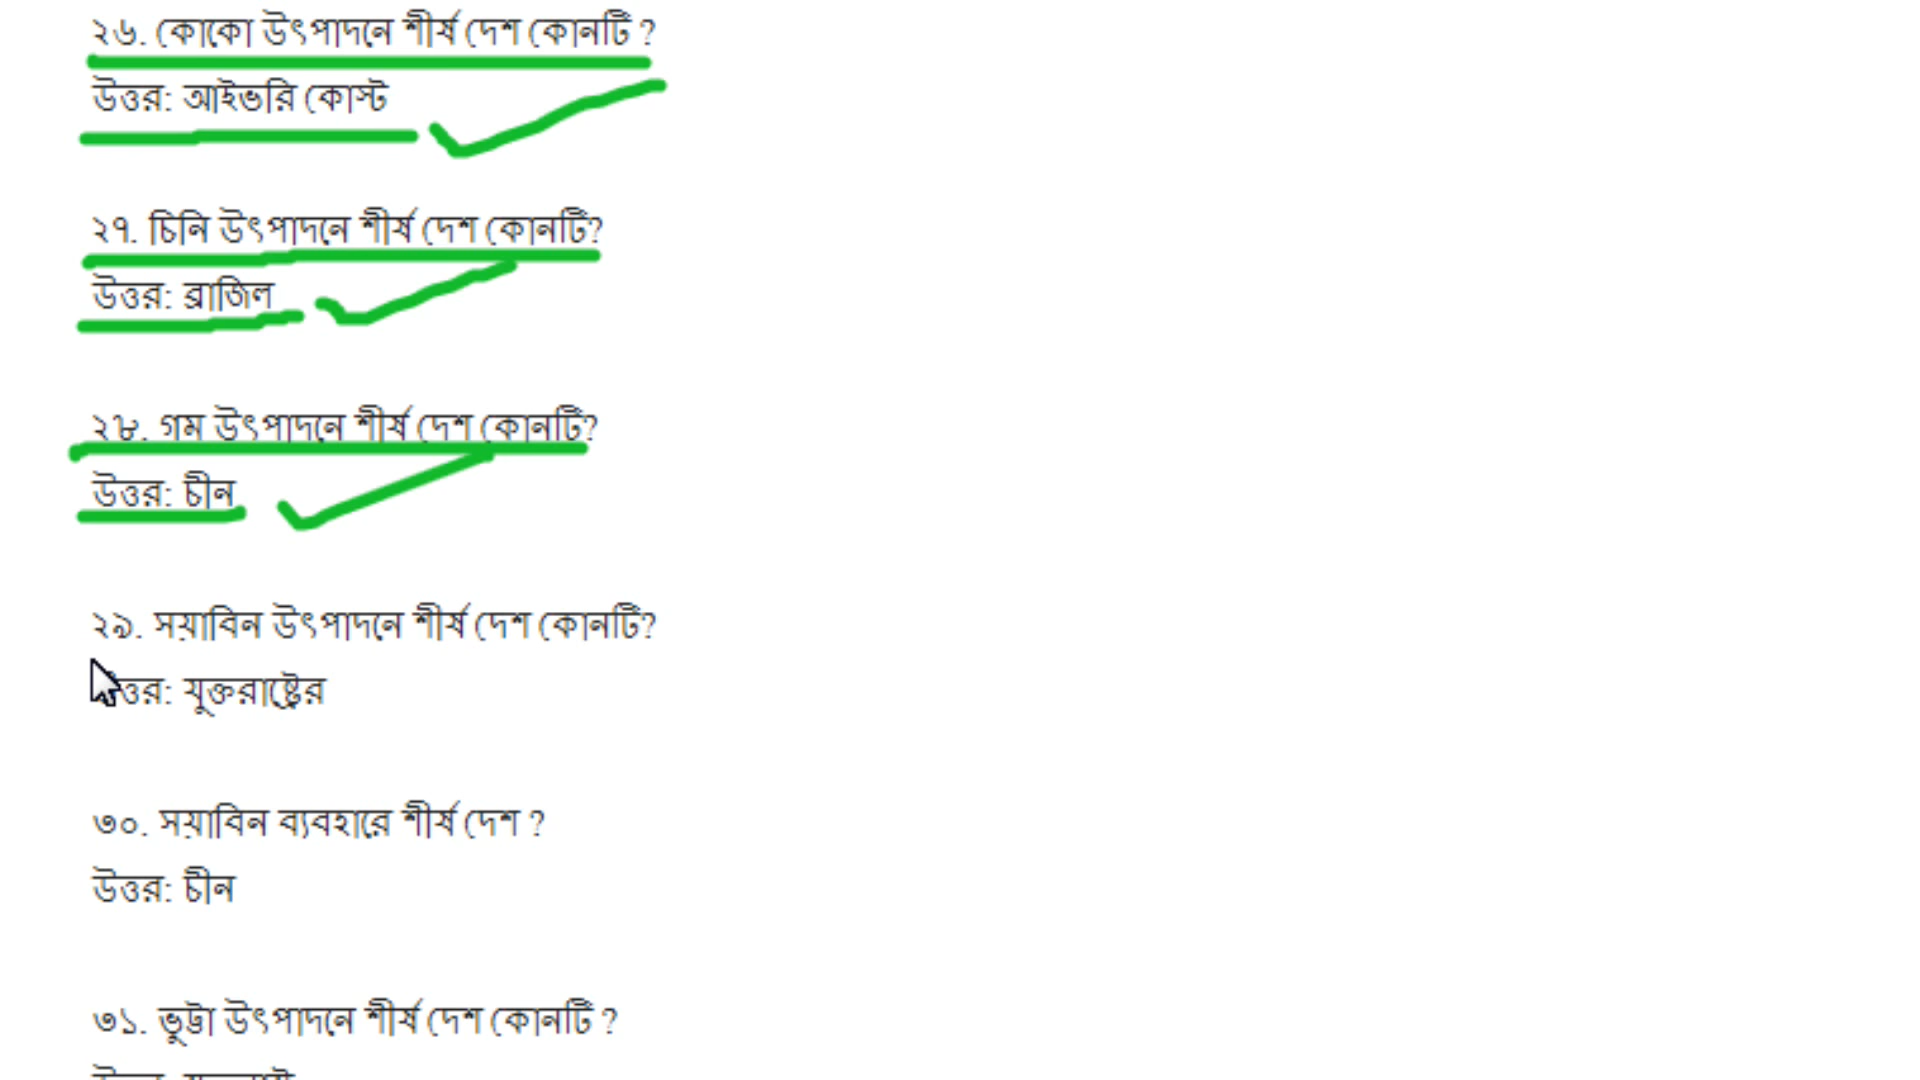 ২৬. কোকো উৎপাদনে শীর্ষ দেশ কোনটি ?
উত্তর: আইভরি কোস্ট
২৭. চিনি উৎপাদনে শীর্ষ দেশ কোনটি?
উত্তর: ব্রাজিল
২৮. গম উৎপাদনে শীর্ষ দেশ কোনটি?
উত্তর: চীন
২৯. সয়াবিন উৎপাদনে শীর্ষ দেশ কোনটি?
উত্তর: যুক্তরাষ্ট্রের
৩০. সয়াবিন ব্যবহারে শীর্ষ দেশ ?
উত্তর: চীন
৩১. ভুট্টা উৎপাদনে শীর্ষ দেশ কোনটি ?